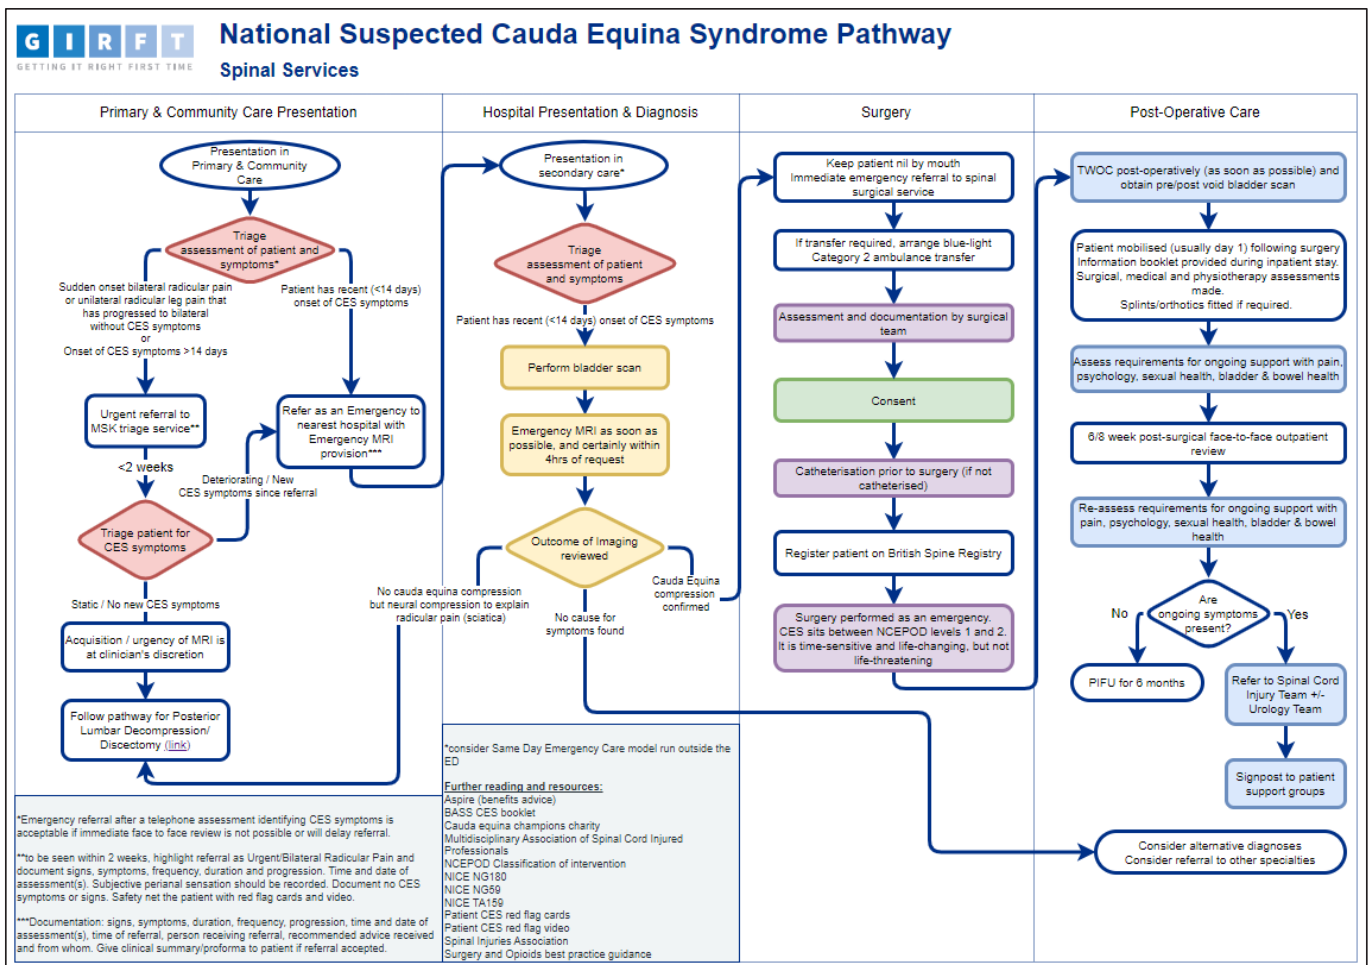 GIRFT
GETTING IT RIGHT FIRST TIME
National Suspected Cauda Equina Syndrome Pathway
Spinal Services
Primary & Community Care Presentation
Presentation in
Primary & Community
Care
Triage
assessment of patient and
symptoms*
Sudden onset bilateral radicular pain
or unilateral radicular leg pain that
has progressed to bilateral
without CES symptoms
or
Onset of CES symptoms >14 days
Patient has recent (<14 days)
onset of CES symptoms
Urgent referral to
MSK triage service**
Refer as an Emergency to
nearest hospital with
Emergency MRI
provision***
<2 weeks
Deteriorating / New
CES symptoms since referral
Triage patient for
CES symptoms
Static / No new CES symptoms
Acquisition / urgency of MRI is
at clinician's discretion
Follow pathway for Posterior
Lumbar Decompression/
Discectomy (link)
*Emergency referral after a telephone assessment identifying CES symptoms is
acceptable if immediate face to face review is not possible or will delay referral.
**to be seen within 2 weeks, highlight referral as Urgent/Bilateral Radicular Pain and
document signs, symptoms, frequency, duration and progression. Time and date of
assessment(s). Subjective perianal sensation should be recorded. Document no CES
symptoms or signs. Safety net the patient with red flag cards and video.
***Documentation: signs, symptoms, duration, frequency, progression, time and date of
assessment(s), time of referral, person receiving referral, recommended advice received
and from whom. Give clinical summary/proforma to patient if referral accepted.
Hospital Presentation & Diagnosis
Presentation in
secondary care*
Triage
assessment of patient
and symptoms
Patient has recent (<14 days) onset of CES symptoms
Perform bladder scan
Emergency MRI as soon as
possible, and certainly within
4hrs of request
Outcome of Imaging
reviewed
No cauda equina compression
but neural compression to explain
radicular pain (sciatica)
No cause for
symptoms found
Cauda Equina
compression
confirmed
*consider Same Day Emergency Care model run outside the
ED
Further reading and resources:
Aspire (benefits advice)
BASS CES booklet
Cauda equina champions charity
Multidisciplinary Association of Spinal Cord Injured
Professionals
NCEPOD Classification of intervention
NICE NG180
NICE NG59
NICE TA159
Patient CES red flag cards
Patient CES red flag video
Spinal Injuries Association
Surgery and Opioids best practice guidance
Surgery
Keep patient nil by mouth
Immediate emergency referral to spinal
surgical service
If transfer required, arrange blue-light
Category 2 ambulance transfer
Assessment and documentation by surgical
team
Consent
Catheterisation prior to surgery (if not
catheterised)
Register patient on British Spine Registry
Surgery performed as an emergency.
CES sits between NCEPOD levels 1 and 2.
It is time-sensitive and life-changing, but not
life-threatening
Post-Operative Care
TWOC post-operatively (as soon as possible) and
obtain pre/post void bladder scan
Patient mobilised (usually day 1) following surgery
Information booklet provided during inpatient stay.
Surgical, medical and physiotherapy assessments
made.
Splints/orthotics fitted if required.
Assess requirements for ongoing support with pain,
psychology, sexual health, bladder & bowel health
6/8 week post-surgical face-to-face outpatient
review
Re-assess requirements for ongoing support with
pain, psychology, sexual health, bladder & bowel
health
Are
ongoing symptoms
present?
No
Yes
PIFU for 6 months
Refer to Spinal Cord
Injury Team +/-
Urology Team
Signpost to patient
support groups
Consider alternative diagnoses
Consider referral to other specialties